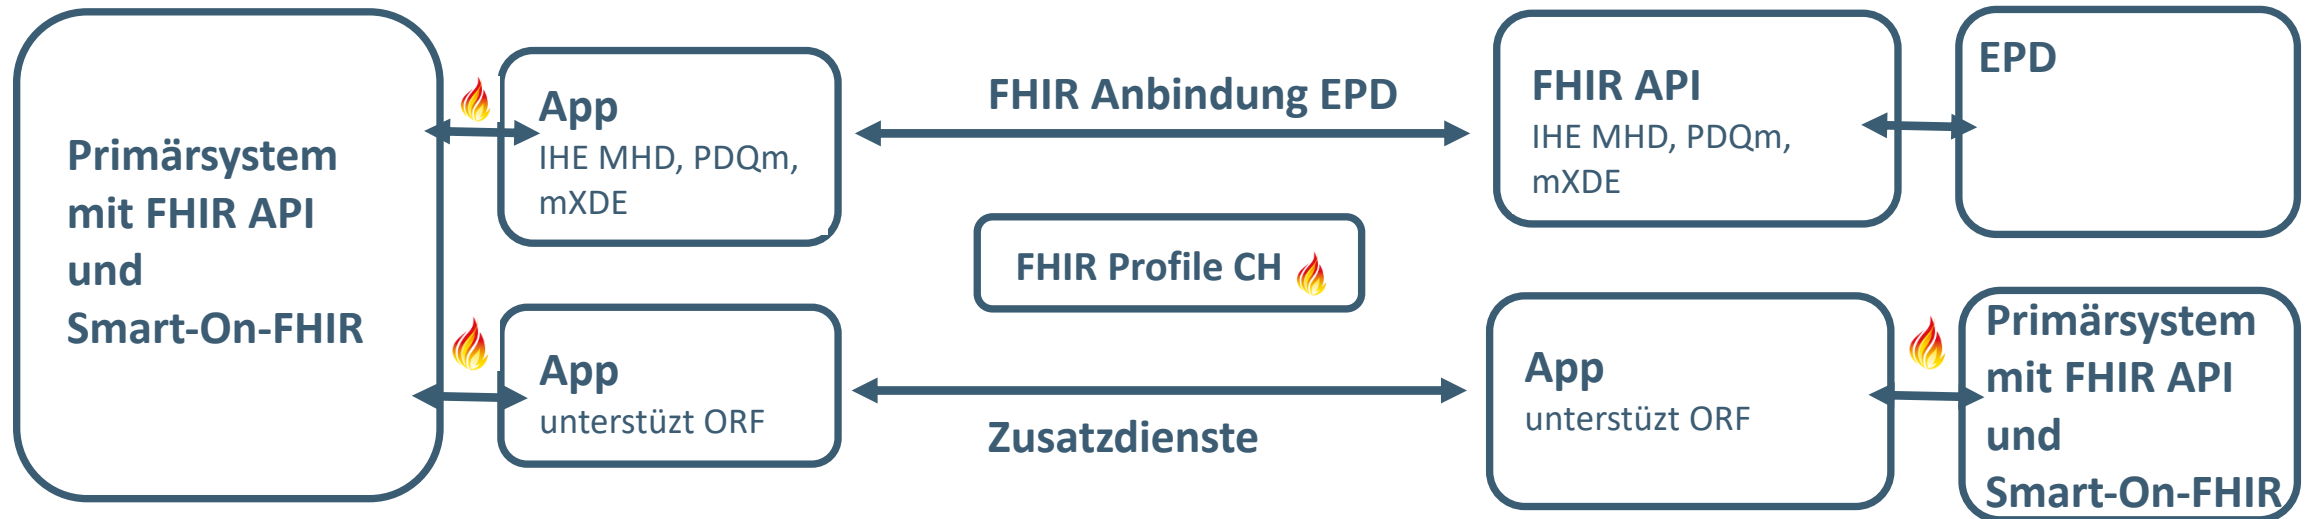 Primärsystem
mit FHIR API
und
Smart-On-FHIR
App
IHE MHD, PDQm,
mXDE
FHIR Anbindung EPD
FHIR API
IHE MHD, PDQm,
mXDE
EPD
FHIR Profile CH
App
unterstüzt ORF
Zusatzdienste
App
unterstüzt ORF
Primärsystem
mit FHIR API
und
Smart-On-FHIR